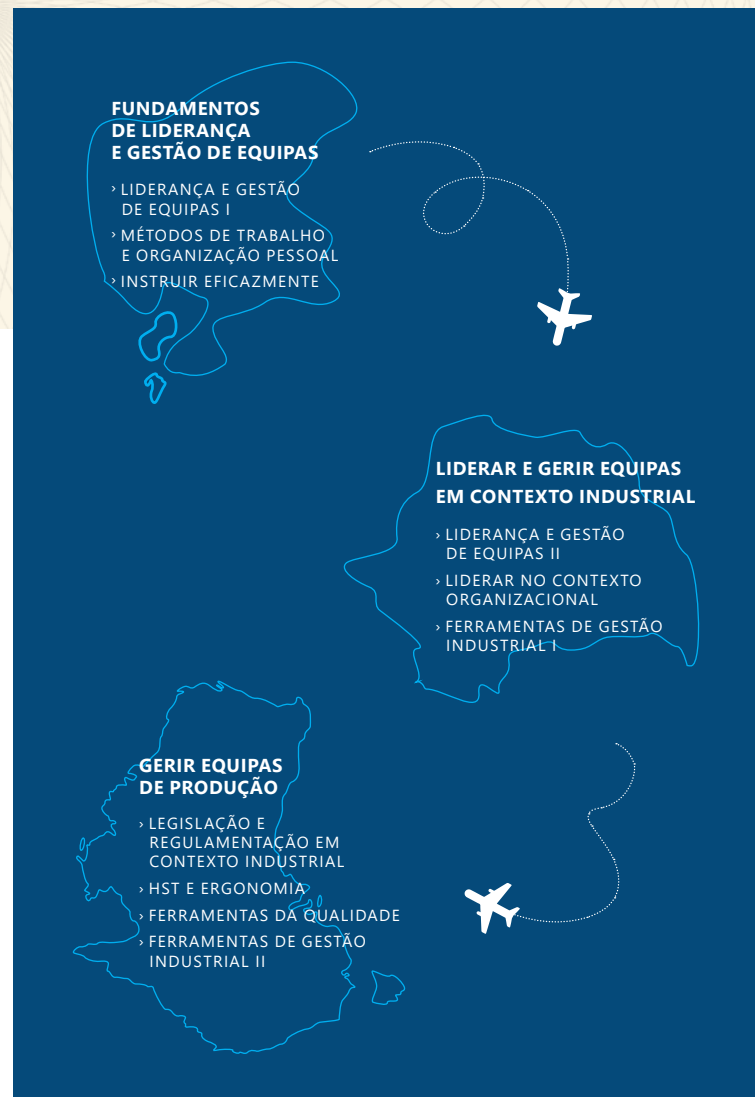 FUNDAMENTOS
DE LIDERANÇA
E GESTÃO DE EQUIPAS
› LIDERANÇA E GESTÃO
DE EQUIPAS I
› MÉTODOS DE TRABALHO
E ORGANIZAÇÃO PESSOAL
› INSTRUIR EFICAZMENTE
LIDERAR E GERIR EQUIPAS
EM CONTEXTO INDUSTRIAL
› LIDERANÇA E GESTÃO
DE EQUIPAS II
› LIDERAR NO CONTEXTO
ORGANIZACIONAL
› FERRAMENTAS DE GESTÃO
INDUSTRIAL I
GERIR EQUIPAS
DE PRODUÇÃO
› LEGISLAÇÃO E
REGULAMENTAÇÃO EM
CONTEXTO INDUSTRIAL
› HST E ERGONOMIA
› FERRAMENTAS DA QUALIDADE
› FERRAMENTAS DE GESTÃO
INDUSTRIAL II